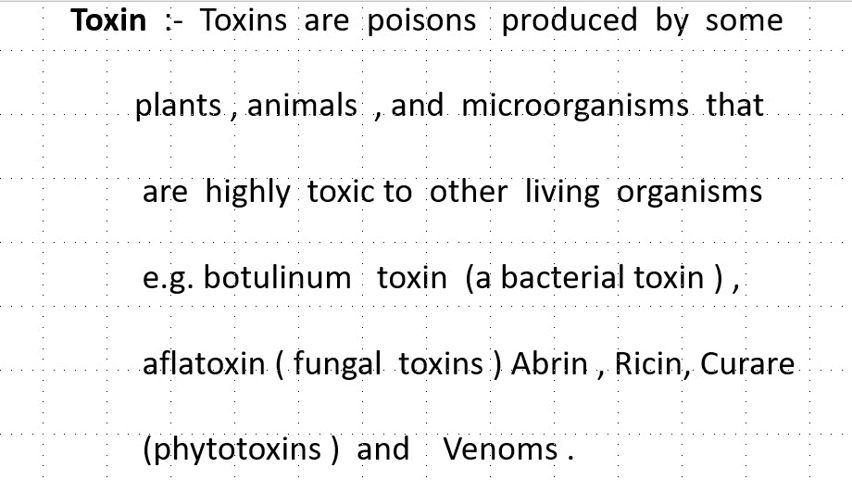 Toxin :- Toxins are poisons produced by some
plants , animals , and microorganisms that
are highly toxic to other living organisms
e.g. botulinum toxin (a bacterial toxin ) ,
aflatoxin ( fungal toxins ) Abrin , Ricin, Curare
(phytotoxins ) and Venoms .